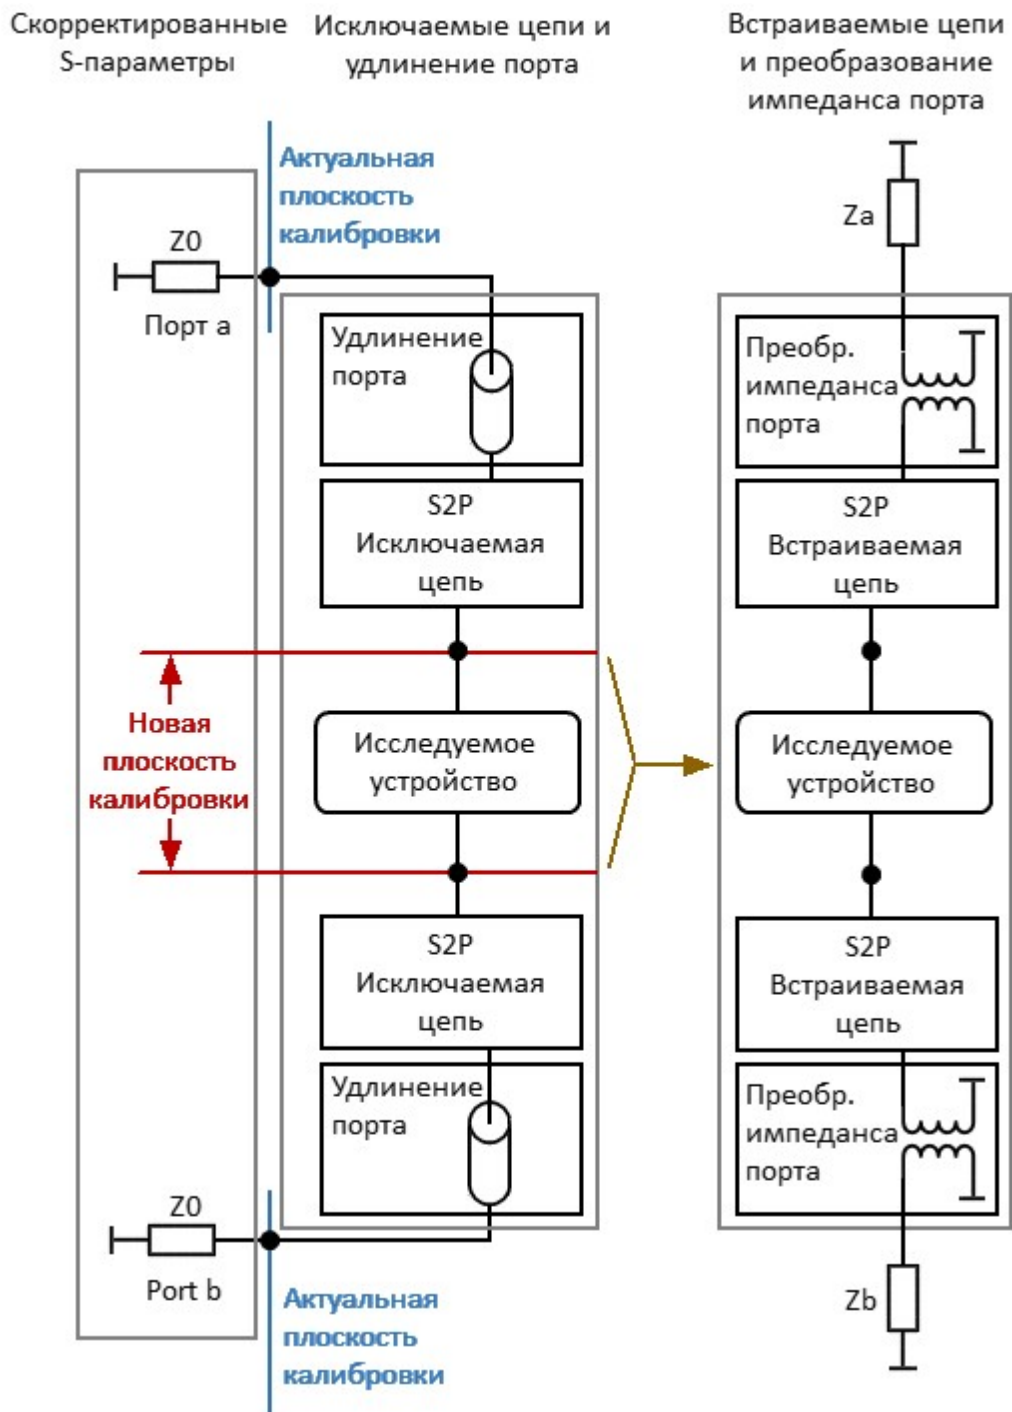 Скорректированные
S-параметры
Исключаемые цепи и
удлинение порта
Встраиваемые цепи
и преобразование
импеданса порта
Актуальная
плоскость
калибровки
Z0
Порт a
Удлинение
порта
S2P
Исключаемая
цепь
Новая
плоскость
калибровки
Исследуемое
устройство
S2P
Исключаемая
цепь
Удлинение
порта
Z0
Port b
Актуальная
плоскость
калибровки
Za
Преобр.
импеданса
порта
S2P
Встраиваемая
цепь
Исследуемое
устройство
S2P
Встраиваемая
цепь
Преобр.
импеданса
порта
Zb